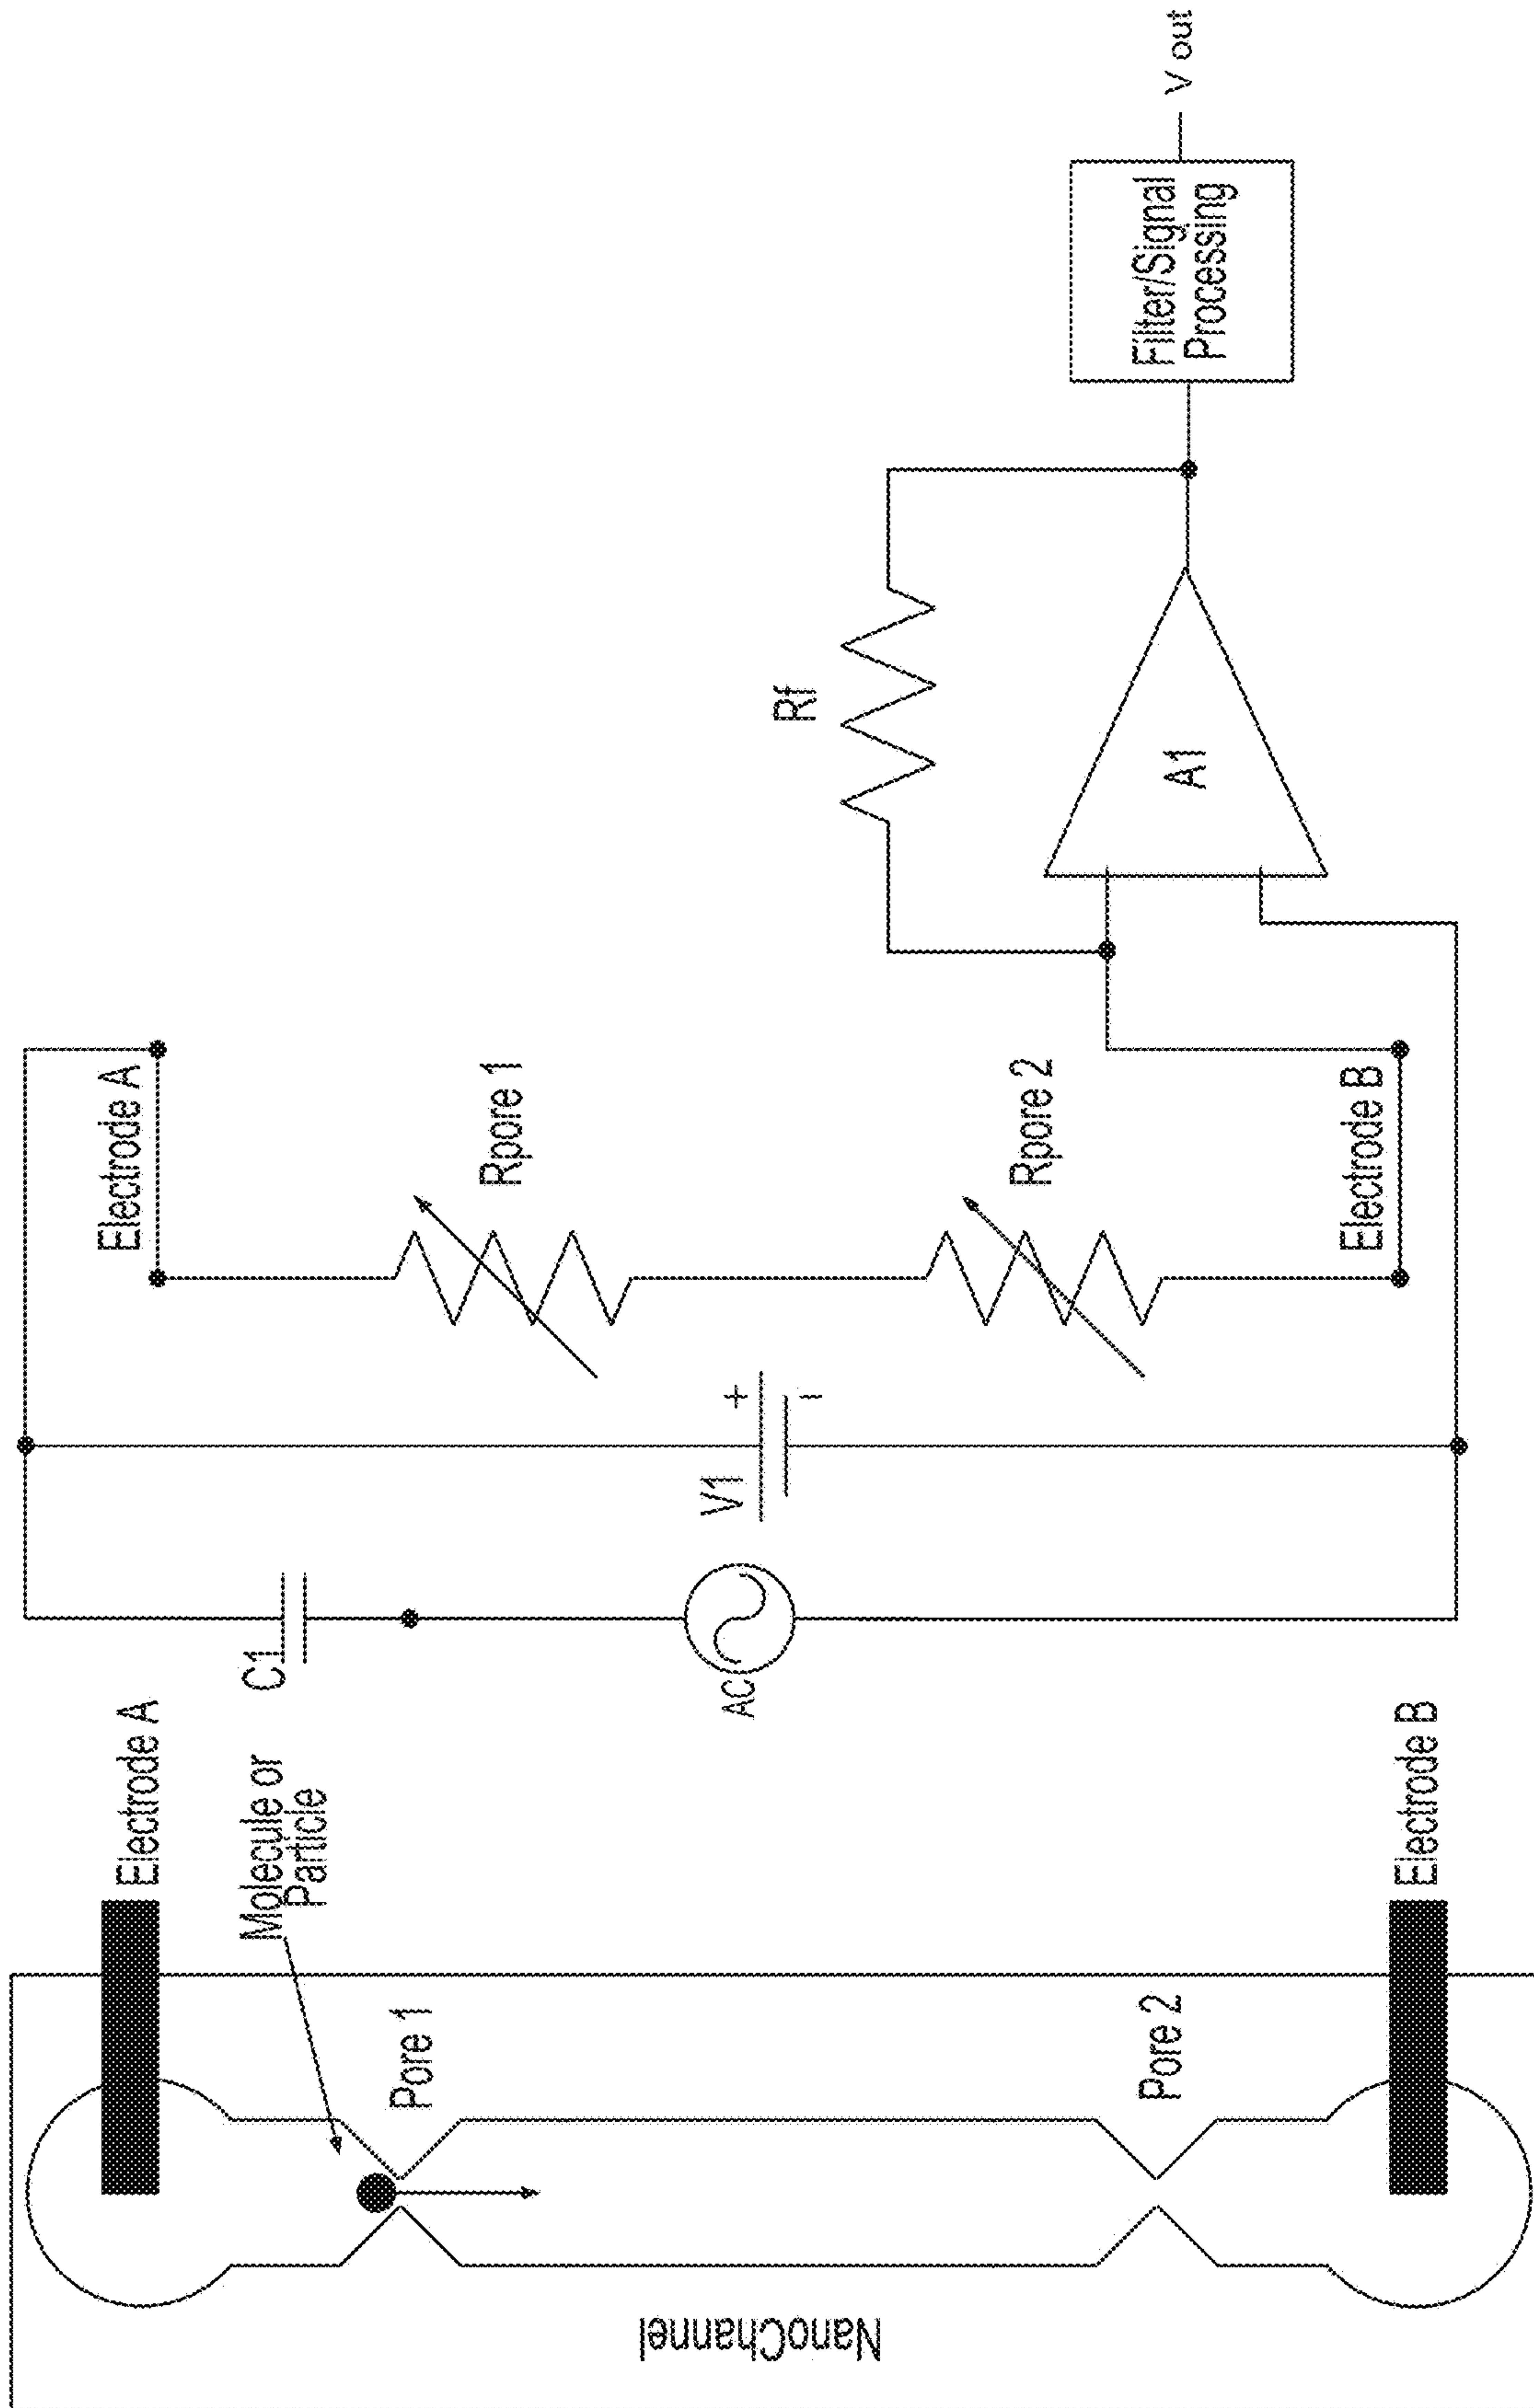 NanoChannel
Electrode A
Molecule or
Particle
Pore 1
Pore 2
Electrode B
C1
AC
V1
+
-
Electrode A
Rpore 1
Rpore 2
Electrode B
Rf
A1
Filter/Signal
Processing
V out